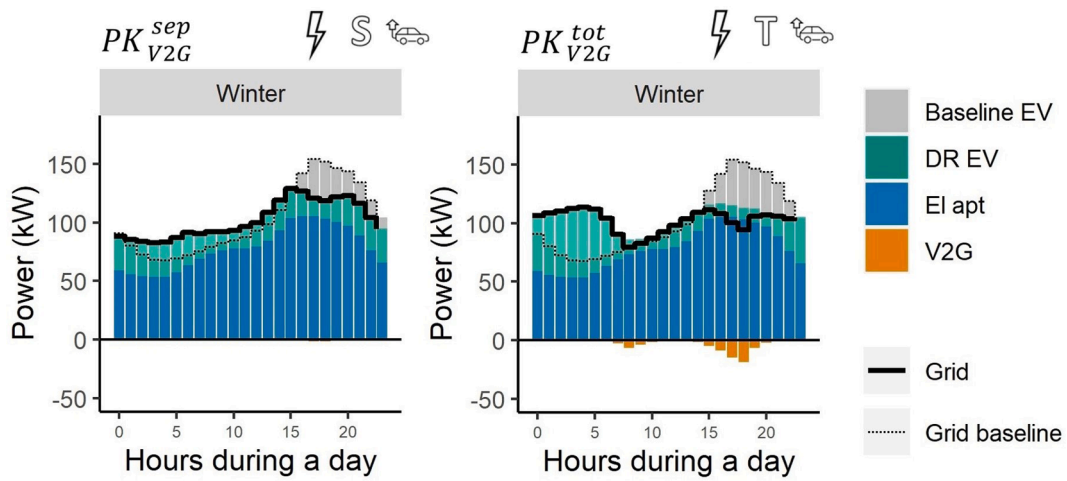 PK sep V2G S
PK tot V2G T
Winter
Winter
Baseline EV
DR EV
El apt
V2G
Grid
Grid baseline
Power (kW)
150
100
50
0
-50
0 5 10 15 20
Hours during a day
Power (kW)
150
100
50
0
-50
0 5 10 15 20
Hours during a day